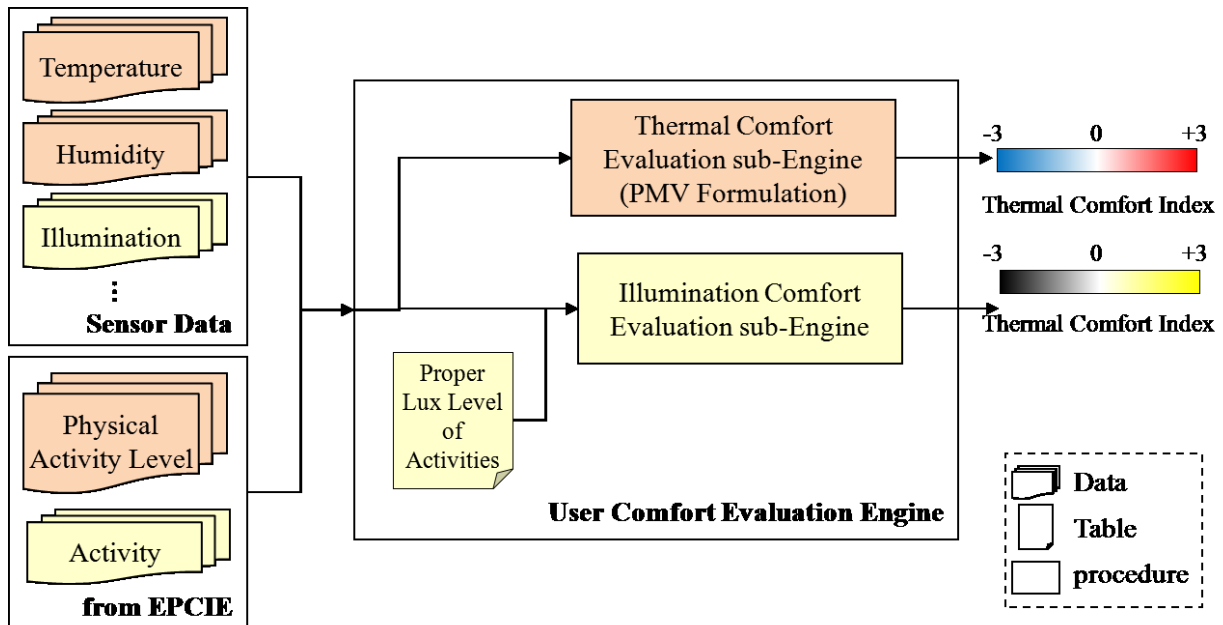 Temperature
Humidity
Illumination
...
Sensor Data
Physical
Activity Level
Activity
from EPCIE
Thermal Comfort
Evaluation sub-Engine
(PMV Formulation)
Illumination Comfort
Evaluation sub-Engine
Proper
Lux Level
of
Activities
User Comfort Evaluation Engine
-3 0 +3
Thermal Comfort Index
-3 0 +3
Thermal Comfort Index
Data
Table
procedure